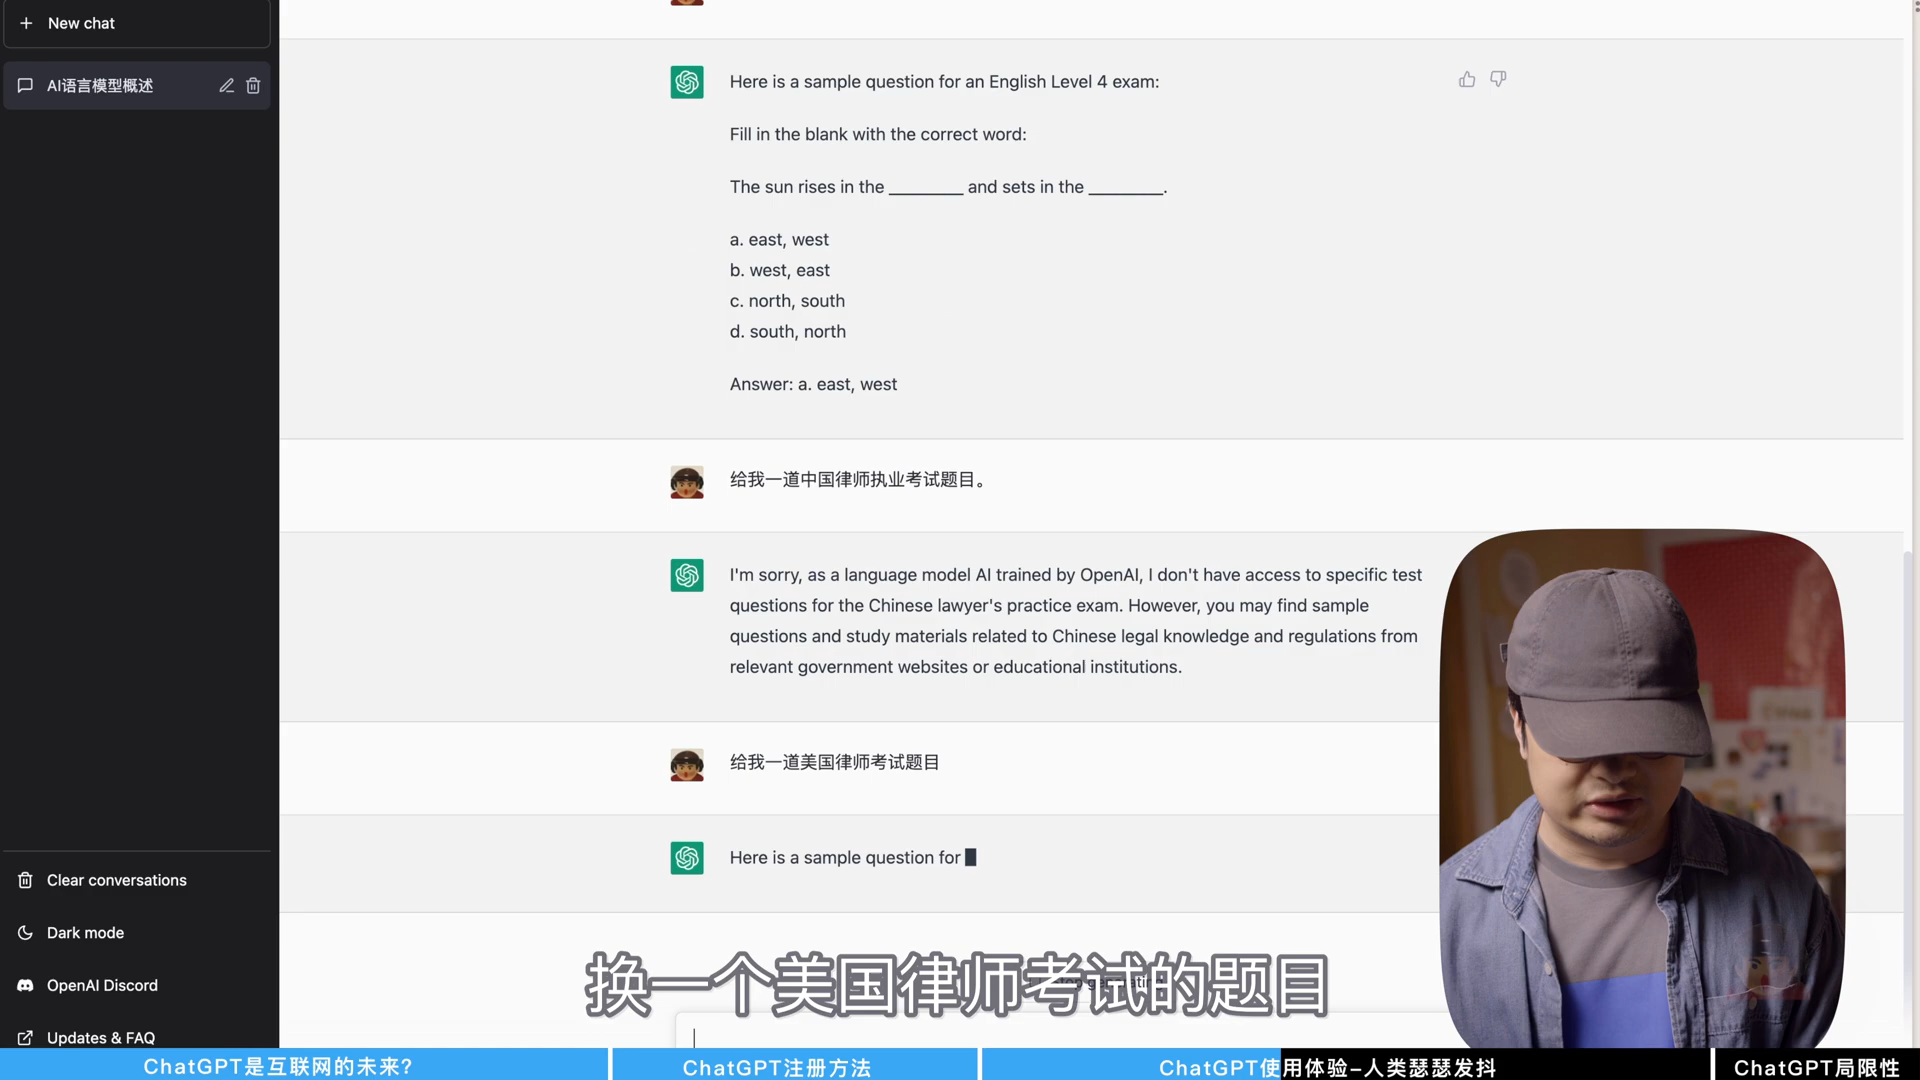 New chat
AI语言模型概述
Here is a sample question for an English Level 4 exam:
Fill in the blank with the correct word:
The sun rises in the ________ and sets in the ________.
a. east, west
b. west, east
c. north, south
d. south, north
Answer: a. east, west
给我一道中国律师执业考试题目。
I'm sorry, as a language model AI trained by OpenAI, I don't have access to specific test
questions for the Chinese lawyer's practice exam. However, you may find sample
questions and study materials related to Chinese legal knowledge and regulations from
relevant government websites or educational institutions.
给我一道美国律师考试题目
Here is a sample question for
Clear conversations
Dark mode
OpenAI Discord
Updates & FAQ
换一个美国律师考试的题目
ChatGPT是互联网的未来?
ChatGPT注册方法
ChatGPT使用体验–人类瑟瑟发抖
ChatGPT局限性